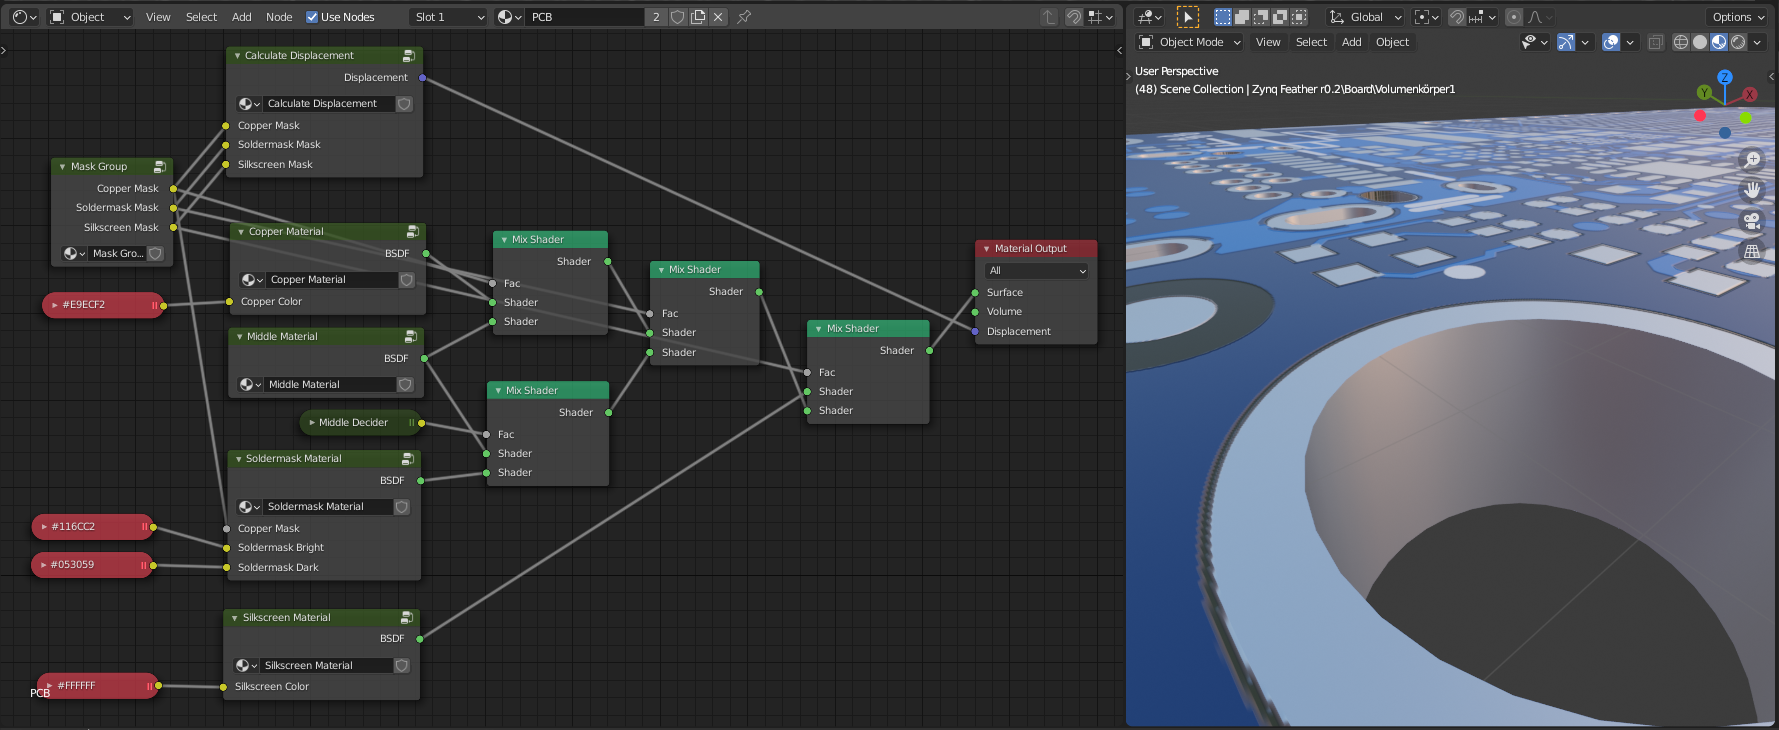 Object View Select Add Node Use Nodes Slot 1 PCB 2
Calculate Displacement
Displacement
Calculate Displacement
Copper Mask
Soldermask Mask
Silkscreen Mask
Mask Group
Copper Mask
Soldermask Mask
Silkscreen Mask
Mask Gro...
Copper Material
BSDF
Copper Material
Copper Color
#E9ECF2
Middle Material
BSDF
Middle Material
Middle Decider
Soldermask Material
BSDF
Soldermask Material
Copper Mask
Soldermask Bright
Soldermask Dark
#116CC2
#053059
Silkscreen Material
BSDF
Silkscreen Material
Silkscreen Color
#FFFFFF
PCB
Mix Shader
Shader
Fac
Shader
Shader
Mix Shader
Shader
Fac
Shader
Shader
Mix Shader
Shader
Fac
Shader
Shader
Mix Shader
Shader
Fac
Shader
Shader
Material Output
All
Surface
Volume
Displacement
Global Options
Object Mode View Select Add Object
User Perspective
(48) Scene Collection | Zynq Feather r0.2\Board\Volumenkörper1
Z
Y
X